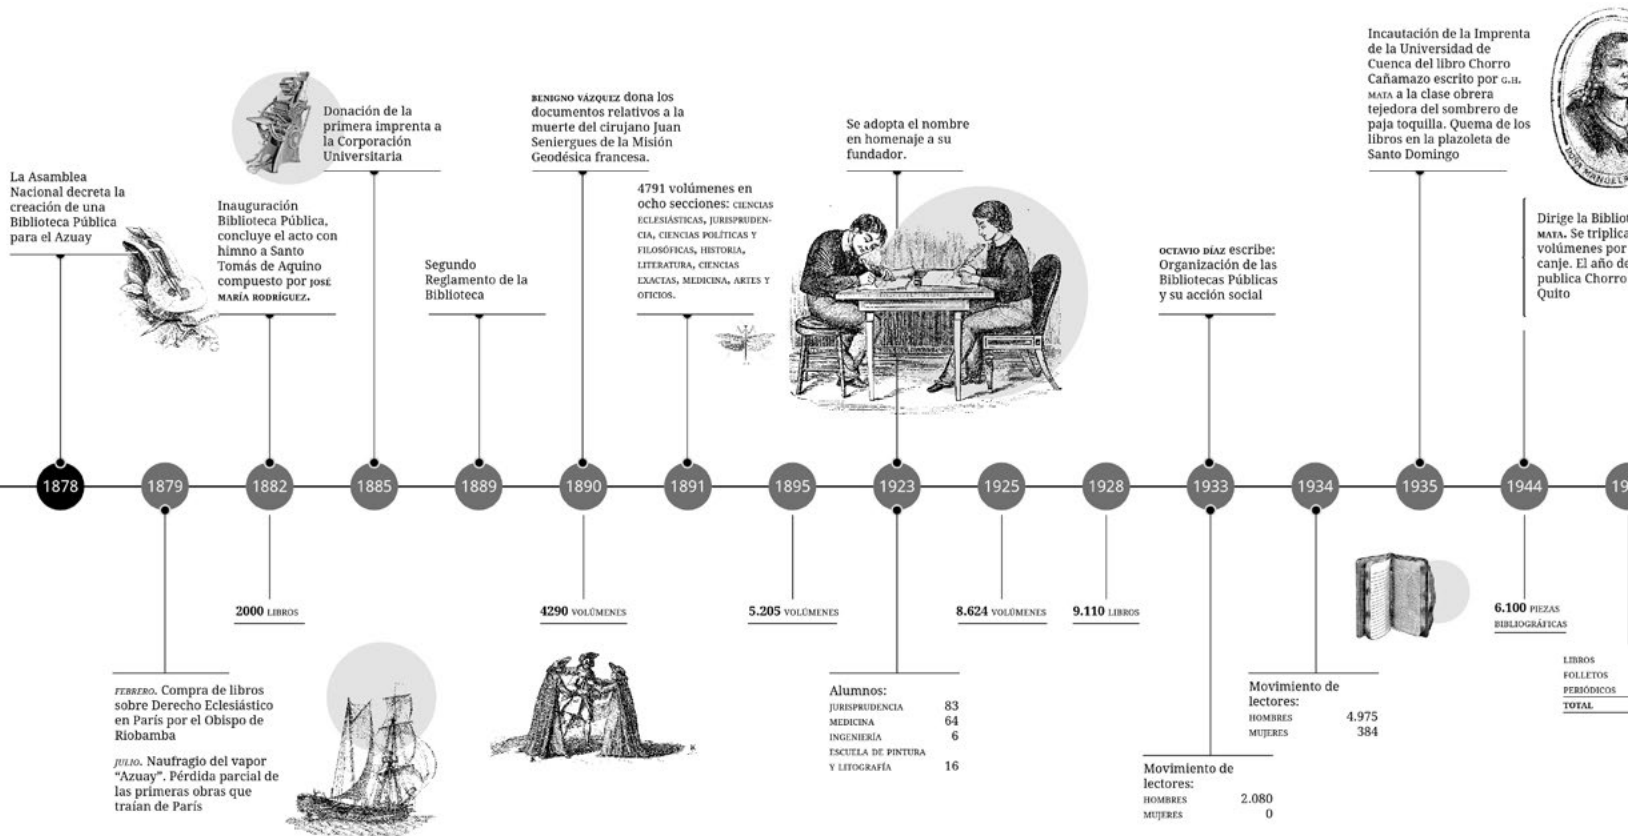 La Asamblea
Nacional decreta la
creación de una
Biblioteca Pública
para el Azuay
Inauguración
Biblioteca Pública,
concluye el acto con
himno a Santo
Tomás de Aquino
compuesto por JOSÉ
MARÍA RODRÍGUEZ.
Donación de la
primera imprenta a
la Corporación
Universitaria
Segundo
Reglamento de la
Biblioteca
BENIGNO VÁZQUEZ dona los
documentos relativos a la
muerte del cirujano Juan
Seniergues de la Misión
Geodésica francesa.
4791 volúmenes en
ocho secciones: CIENCIAS
ECLESIÁSTICAS, JURISPRUDEN-
CIA, CIENCIAS POLÍTICAS Y
FILOSÓFICAS, HISTORIA,
LITERATURA, CIENCIAS
EXACTAS, MEDICINA, ARTES Y
OFICIOS.
Se adopta el nombre
en homenaje a su
fundador.
OCTAVIO DÍAZ escribe:
Organización de las
Bibliotecas Públicas
y su acción social
Incautación de la Imprenta
de la Universidad de
Cuenca del libro Chorro
Cañamazo escrito por G.H.
MATA a la clase obrera
tejedora del sombrero de
paja toquilla. Quema de los
libros en la plazoleta de
Santo Domingo
DOÑA MANUEL
Dirige la Bibliot
MATA. Se triplica
volúmenes por
canje. El año de
publica Chorro
Quito
1878 1879 1882 1885 1889 1890 1891 1895 1923 1925 1928 1933 1934 1935 1944 19
FEBRERO. Compra de libros
sobre Derecho Eclesiástico
en París por el Obispo de
Riobamba
JULIO. Naufragio del vapor
“Azuay”. Pérdida parcial de
las primeras obras que
traían de París
2000 LIBROS
4290 VOLÚMENES
5.205 VOLÚMENES
Alumnos:
JURISPRUDENCIA 83
MEDICINA 64
INGENIERÍA 6
ESCUELA DE PINTURA
Y LITOGRAFÍA 16
8.624 VOLÚMENES
9.110 LIBROS
Movimiento de
lectores:
HOMBRES 2.080
MUJERES 0
Movimiento de
lectores:
HOMBRES 4.975
MUJERES 384
6.100 PIEZAS
BIBLIOGRÁFICAS
LIBROS
FOLLETOS
PERIÓDICOS
TOTAL